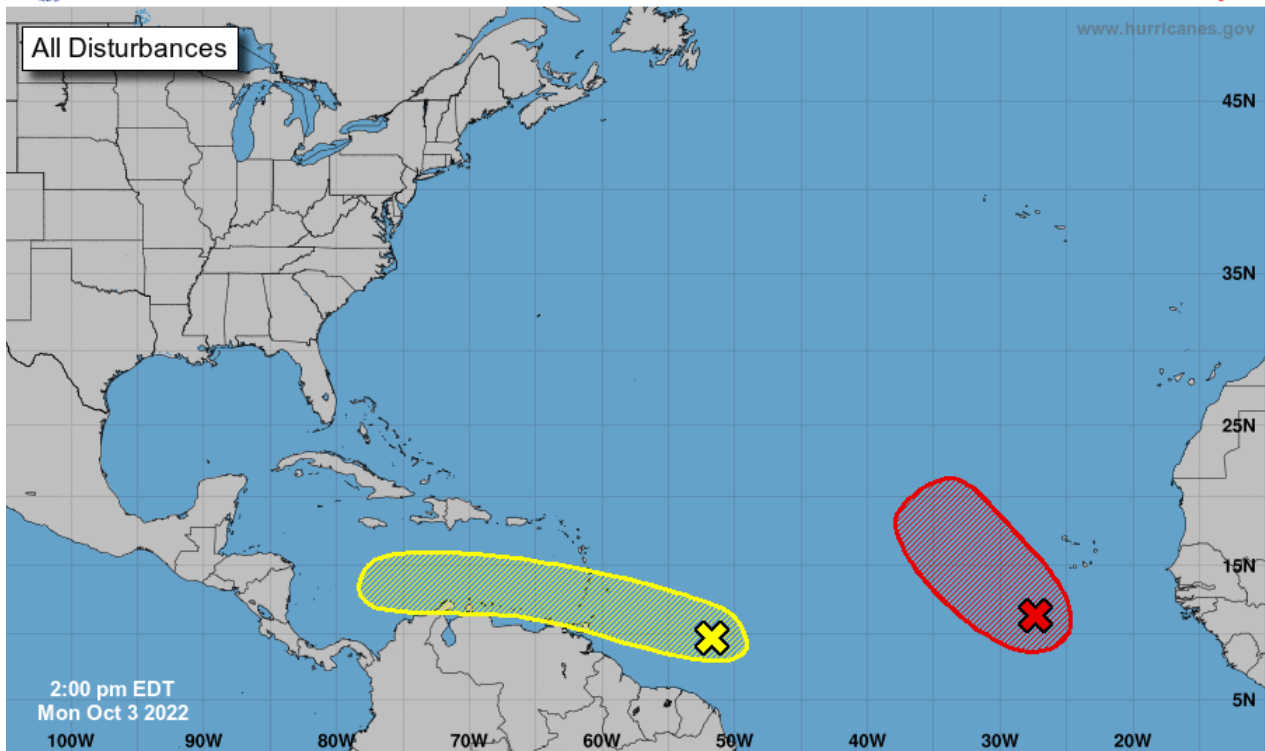 All Disturbances
www.hurricanes.gov
45N
35N
25N
15N
5N
2:00 pm EDT
Mon Oct 3 2022
100W 90W 80W 70W 60W 50W 40W 30W 20W